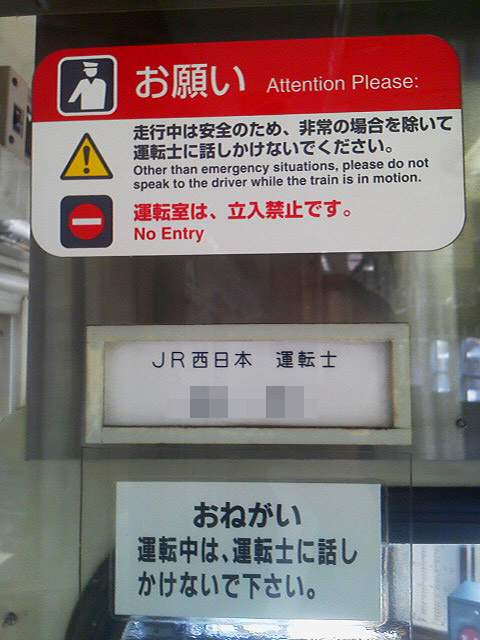 お願い Attention Please:
走行中は安全のため、非常の場合を除いて
運転士に話しかけないでください。
Other than emergency situations, please do not
speak to the driver while the train is in motion.
運転室は、立入禁止です。
No Entry
JR西日本 運転士
おねがい
運転中は、運転士に話し
かけないで下さい。